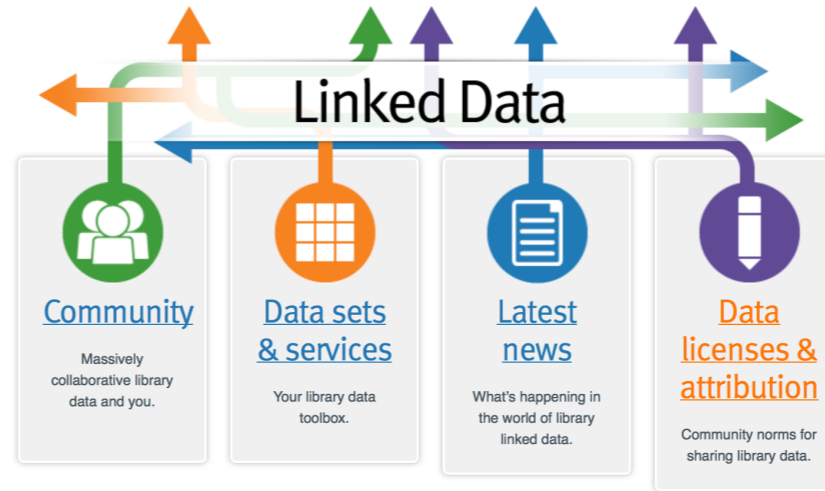 Linked Data
Community
Massively
collaborative library
data and you.
Data sets
& services
Your library data
toolbox.
Latest
news
What's happening in
the world of library
linked data.
Data
licenses &
attribution
Community norms for
sharing library data.